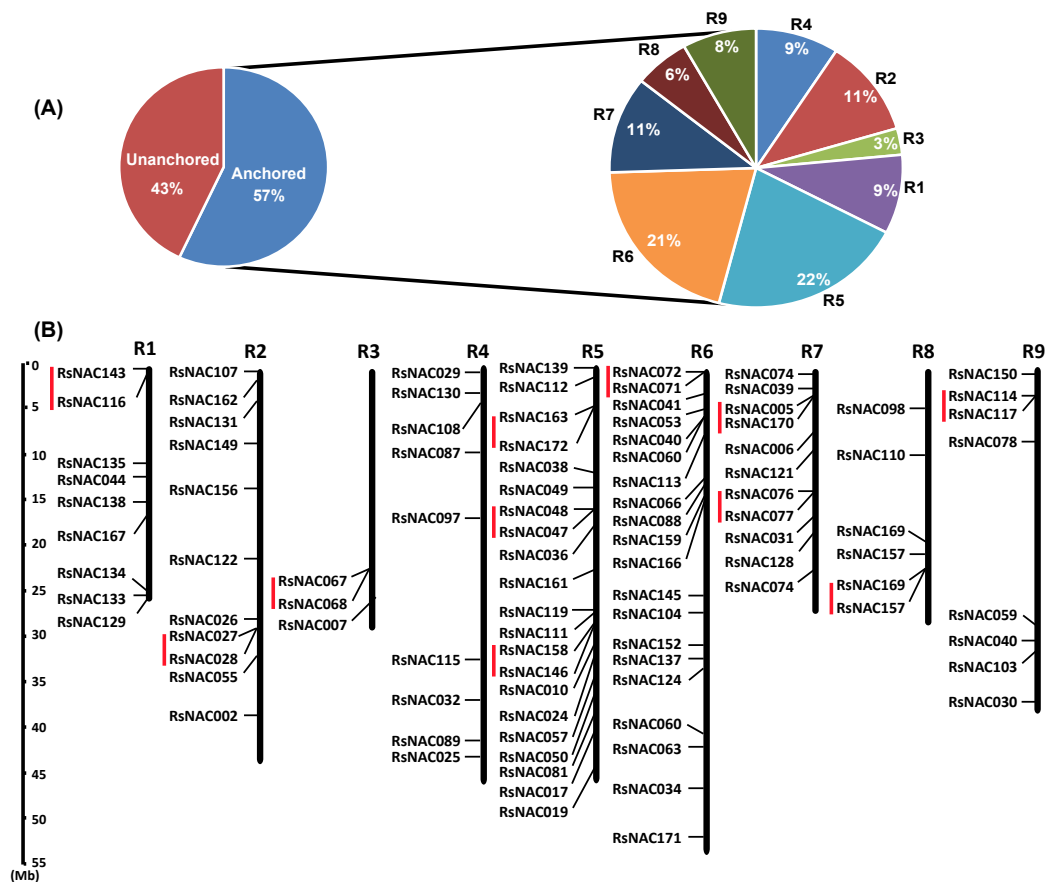 (A)
Unanchored
43%
Anchored
57%
R9
8%
R4
9%
R2
11%
R3
3%
R1
9%
R5
22%
R6
21%
R7
11%
R8
6%
(B)
0
5
10
15
20
25
30
35
40
45
50
55
(Mb)
R1
RsNAC143
RsNAC116
RsNAC135
RsNAC044
RsNAC138
RsNAC167
RsNAC134
RsNAC133
RsNAC129
R2
RsNAC107
RsNAC162
RsNAC131
RsNAC149
RsNAC156
RsNAC122
RsNAC026
RsNAC027
RsNAC028
RsNAC055
RsNAC002
R3
RsNAC067
RsNAC068
RsNAC007
R4
RsNAC029
RsNAC130
RsNAC108
RsNAC087
RsNAC097
RsNAC115
RsNAC032
RsNAC089
RsNAC025
R5
RsNAC139
RsNAC112
RsNAC163
RsNAC172
RsNAC038
RsNAC049
RsNAC048
RsNAC047
RsNAC036
RsNAC161
RsNAC119
RsNAC111
RsNAC158
RsNAC146
RsNAC010
RsNAC024
RsNAC057
RsNAC050
RsNAC081
RsNAC017
RsNAC019
R6
RsNAC072
RsNAC071
RsNAC041
RsNAC053
RsNAC040
RsNAC060
RsNAC113
RsNAC066
RsNAC088
RsNAC159
RsNAC166
RsNAC145
RsNAC104
RsNAC152
RsNAC137
RsNAC124
RsNAC060
RsNAC063
RsNAC034
RsNAC171
R7
RsNAC074
RsNAC039
RsNAC005
RsNAC170
RsNAC006
RsNAC121
RsNAC076
RsNAC077
RsNAC031
RsNAC128
RsNAC074
R8
RsNAC098
RsNAC110
RsNAC169
RsNAC157
RsNAC169
RsNAC157
R9
RsNAC150
RsNAC114
RsNAC117
RsNAC078
RsNAC059
RsNAC040
RsNAC103
RsNAC030